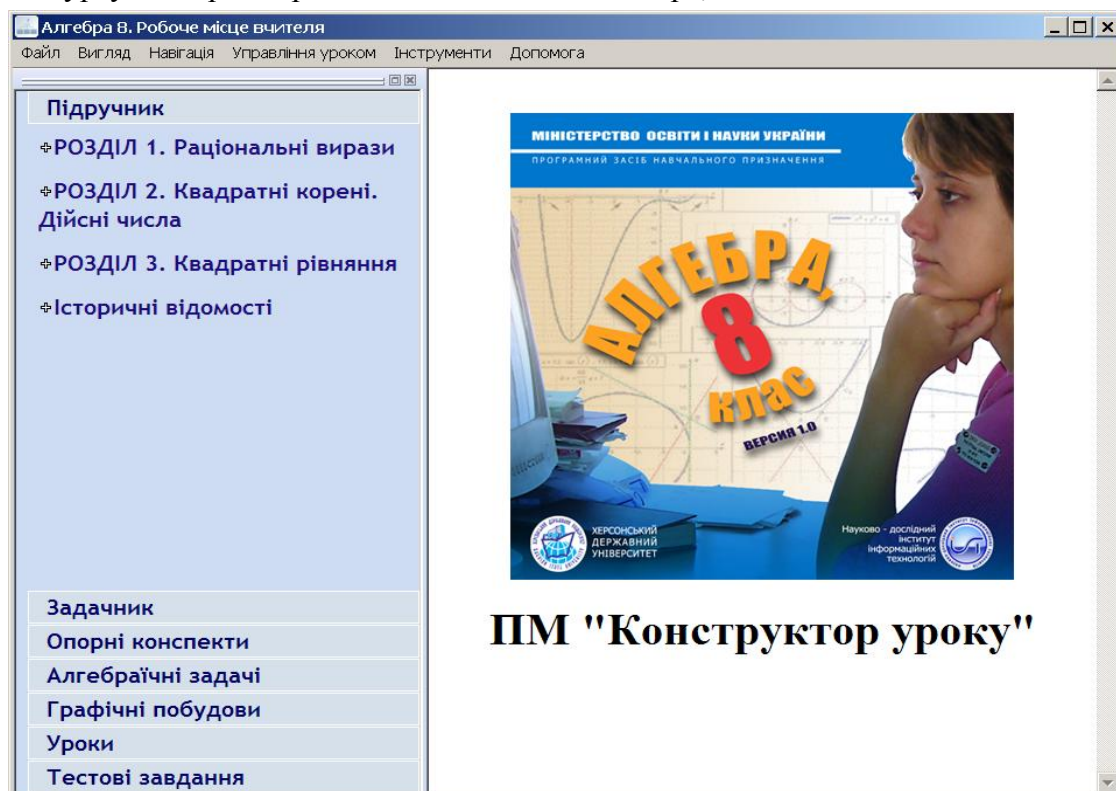 Алгебра 8. Робоче місце вчителя
Файл Вигляд Навігація Управління уроком Інструменти Допомога
Підручник
РОЗДІЛ 1. Раціональні вирази
РОЗДІЛ 2. Квадратні корені.
Дійсні числа
РОЗДІЛ 3. Квадратні рівняння
Історичні відомості
Задачник
Опорні конспекти
Алгебраїчні задачі
Графічні побудови
Уроки
Тестові завдання
МІНІСТЕРСТВО ОСВІТИ І НАУКИ УКРАЇНИ
ПРОГРАМНИЙ ЗАСІБ НАВЧАЛЬНОГО ПРИЗНАЧЕННЯ
АЛГЕБРА,
8
клас
ВЕРСИЯ 1.0
ХЕРСОНСЬКИЙ
ДЕРЖАВНИЙ
УНІВЕРСИТЕТ
Науково - дослідний
інститут
інформаційних
технологій
ПМ "Конструктор уроку"